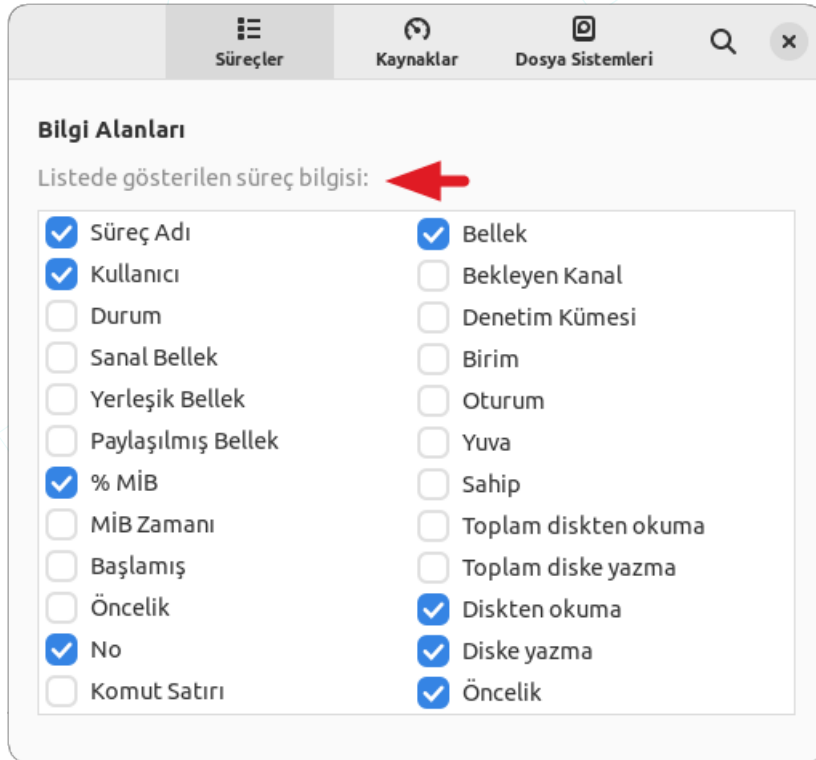 Süreçler
Kaynaklar
Dosya Sistemleri
Bilgi Alanları
Listede gösterilen süreç bilgisi:
Süreç Adı
Kullanıcı
Durum
Sanal Bellek
Yerleşik Bellek
Paylaşılmış Bellek
% MİB
MİB Zamanı
Başlamış
Öncelik
No
Komut Satırı
Bellek
Bekleyen Kanal
Denetim Kümesi
Birim
Oturum
Yuva
Sahip
Toplam diskten okuma
Toplam diske yazma
Diskten okuma
Diske yazma
Öncelik